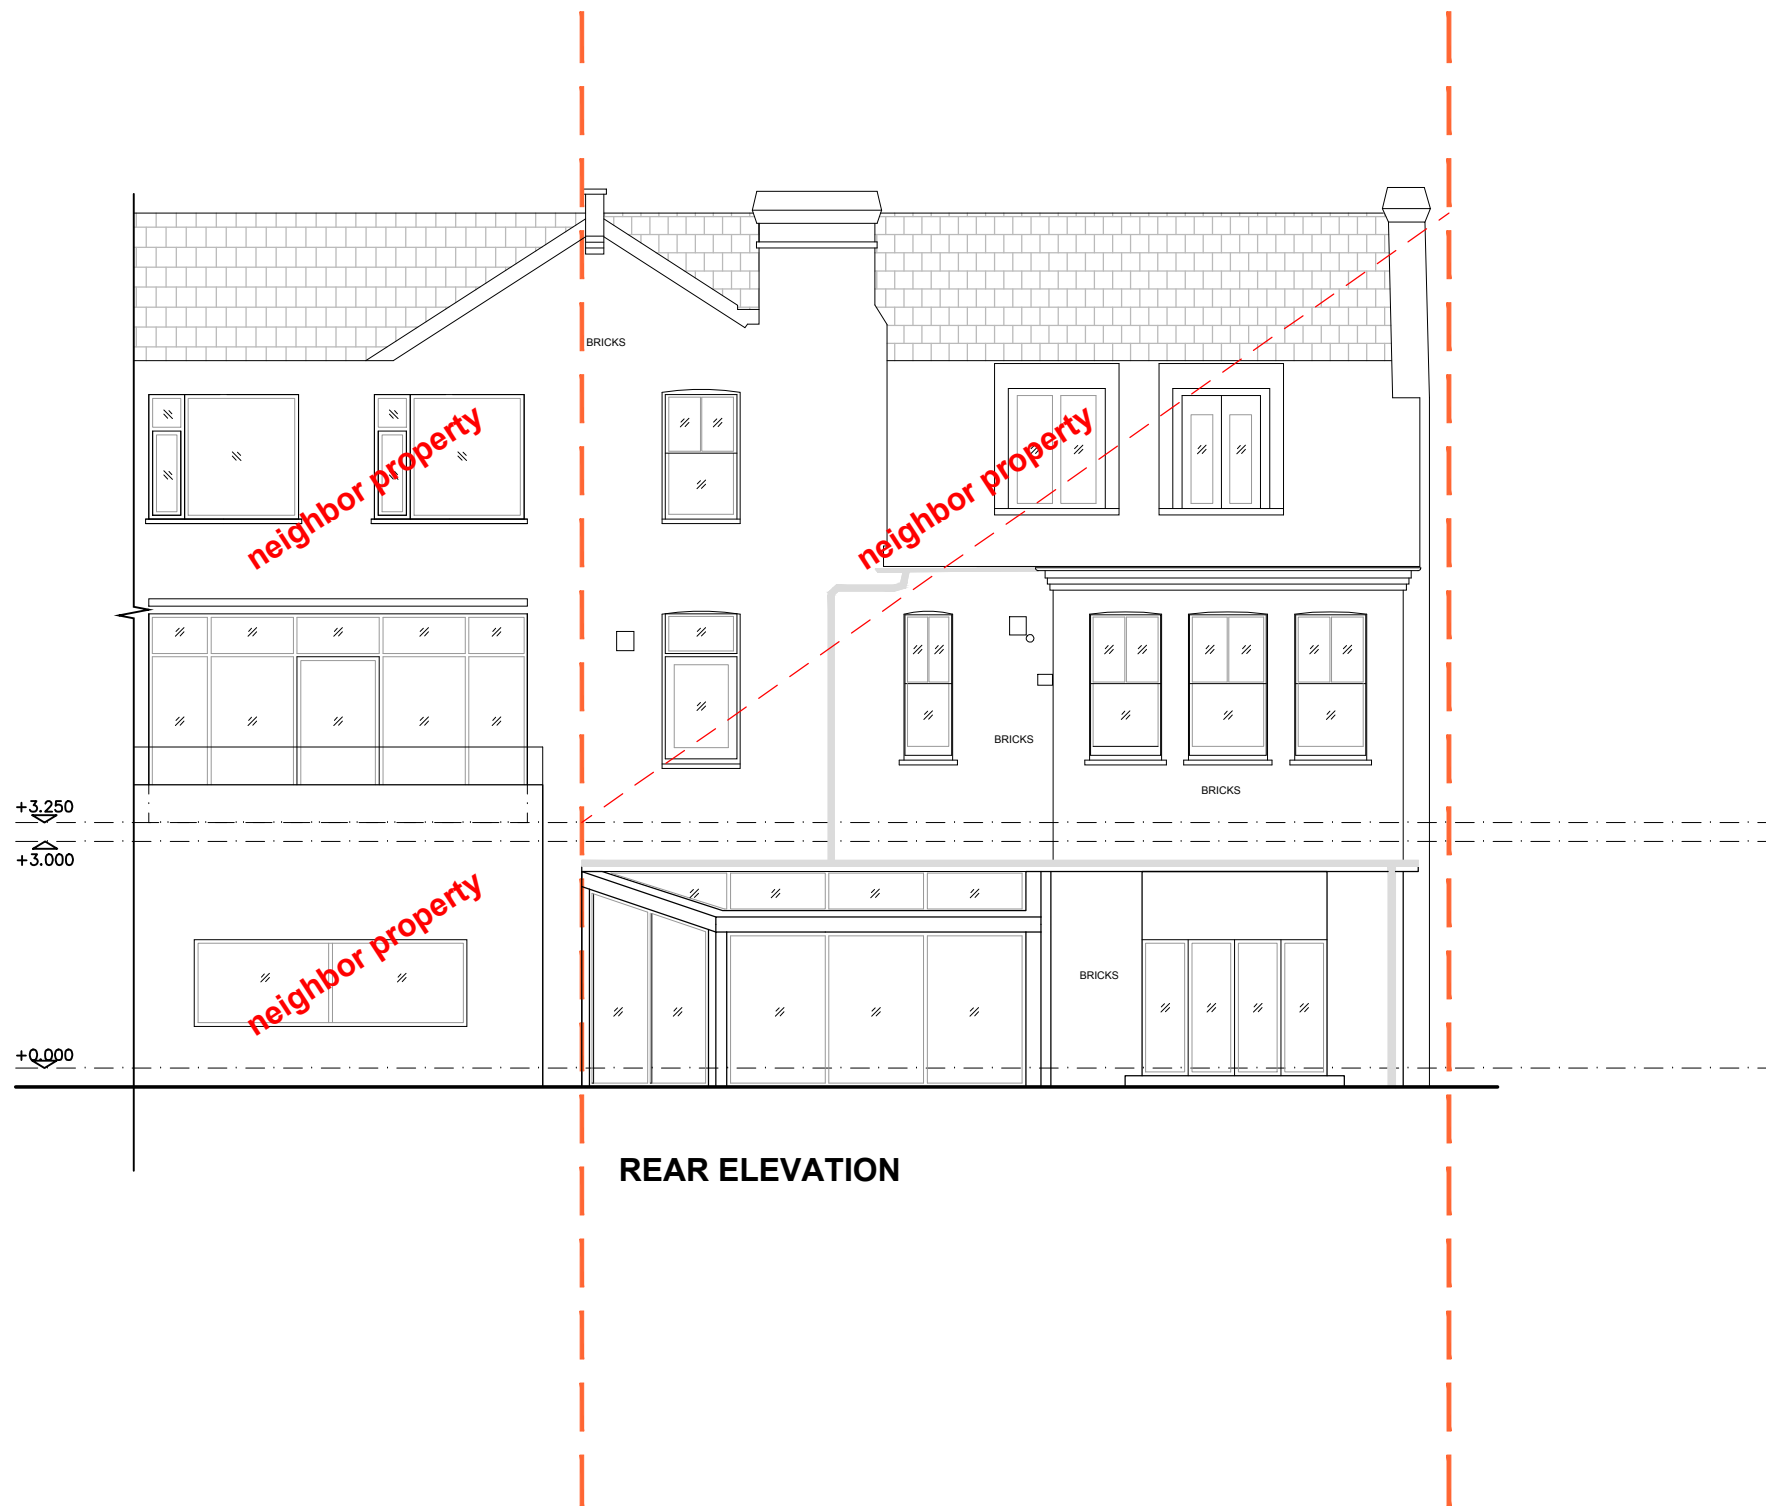 BRICKS
neighbor property
neighbor property
BRICKS
BRICKS
+3.250
+3.000
neighbor property
BRICKS
+0.000
REAR ELEVATION